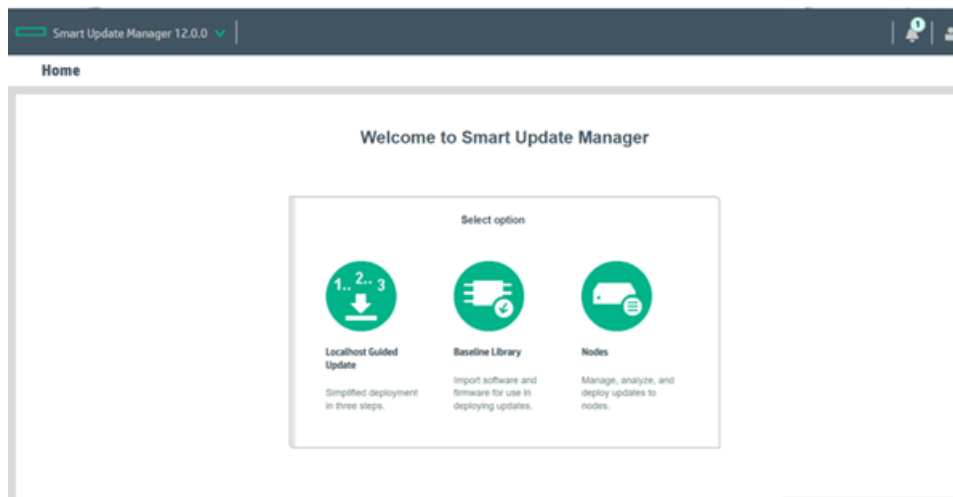 Smart Update Manager 12.0.0
1
Home
Welcome to Smart Update Manager
Select option
1.. 2.. 3
Localhost Guided
Update
Simplified deployment
in three steps.
Baseline Library
Import software and
firmware for use in
deploying updates.
Nodes
Manage, analyze, and
deploy updates to
nodes.